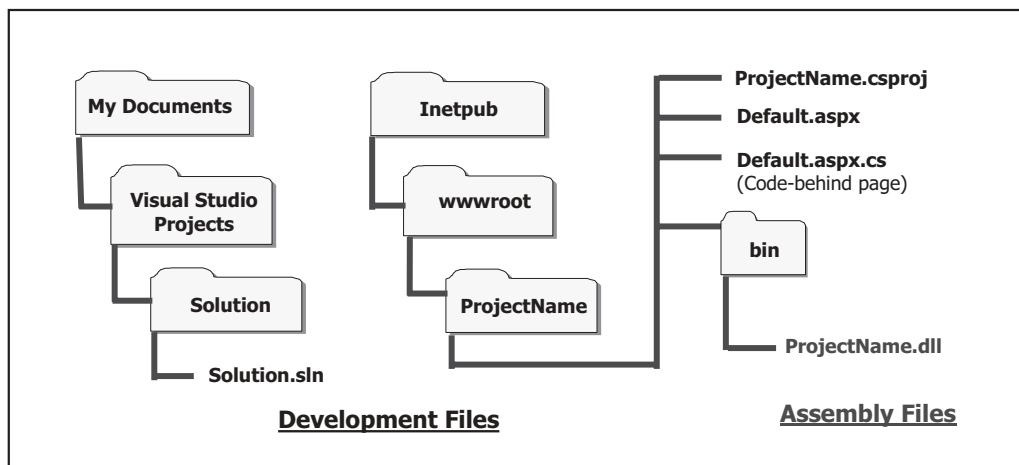 My Documents
Visual Studio
Projects
Solution
Solution.sln
Inetpub
wwwroot
ProjectName
ProjectName.csproj
Default.aspx
Default.aspx.cs
(Code-behind page)
bin
ProjectName.dll
Development Files
Assembly Files